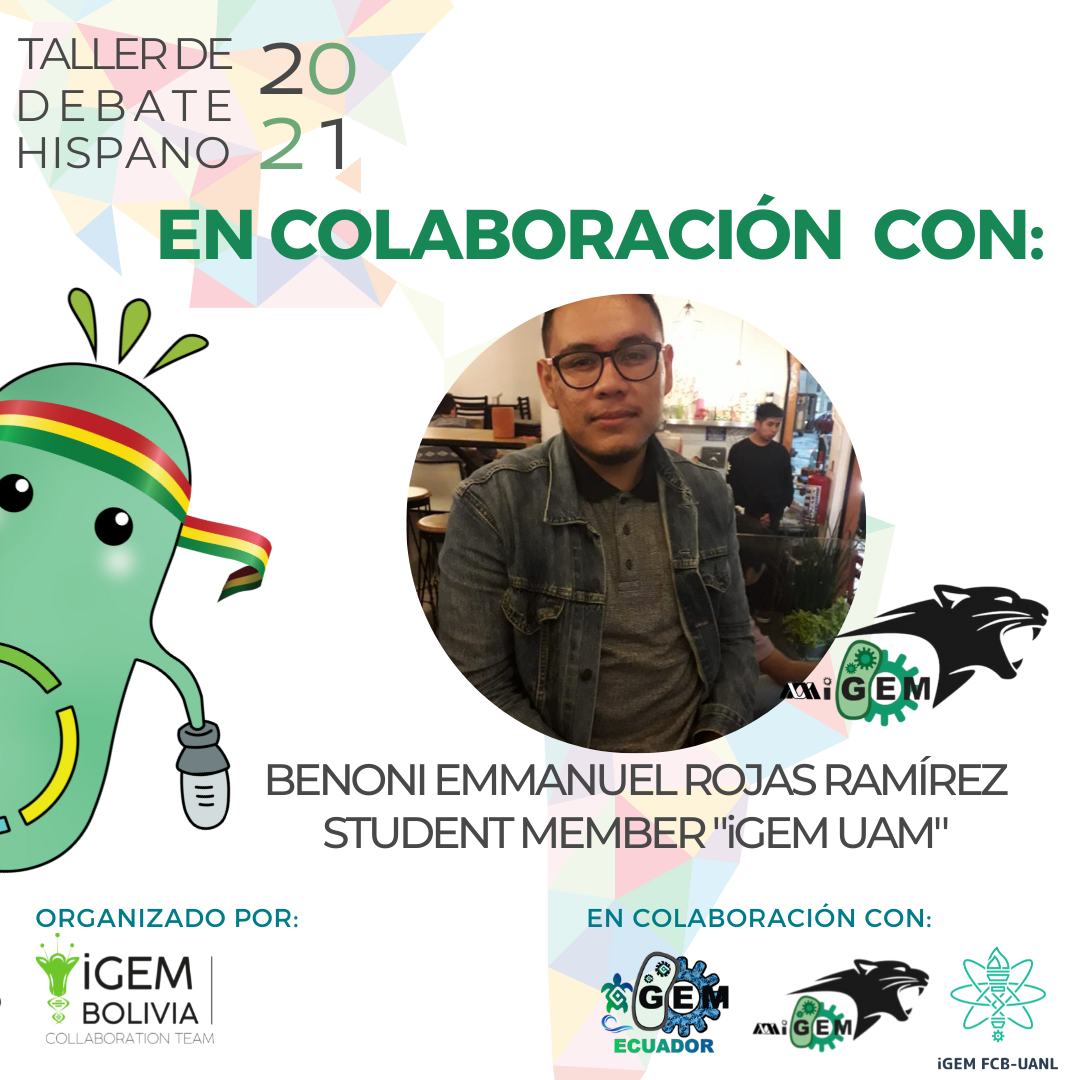 TALLER DE
DEBATE
HISPANO
20
21
EN COLABORACIÓN CON:
iGEM
BENONI EMMANUEL ROJAS RAMÍREZ
STUDENT MEMBER "iGEM UAM"
ORGANIZADO POR:
iGEM
BOLIVIA
COLLABORATION TEAM
EN COLABORACIÓN CON:
iGEM
ECUADOR
iGEM
iGEM FCB-UANL